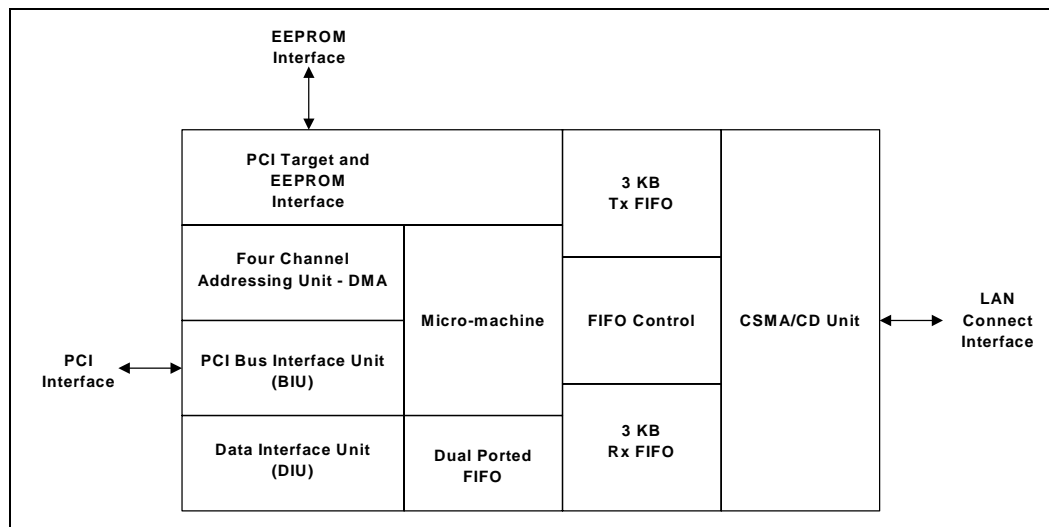 EEPROM
Interface
PCI Target and
EEPROM
Interface
3 KB
Tx FIFO
Four Channel
Addressing Unit - DMA
Micro-machine
FIFO Control
CSMA/CD Unit
LAN
Connect
Interface
PCI
Interface
PCI Bus Interface Unit
(BIU)
Data Interface Unit
(DIU)
Dual Ported
FIFO
3 KB
Rx FIFO